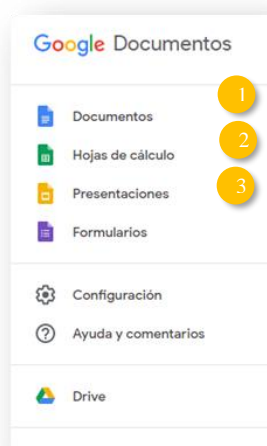 Google Documentos
1
Documentos
2
Hojas de cálculo
3
Presentaciones
Formularios
Configuración
? Ayuda y comentarios
Drive